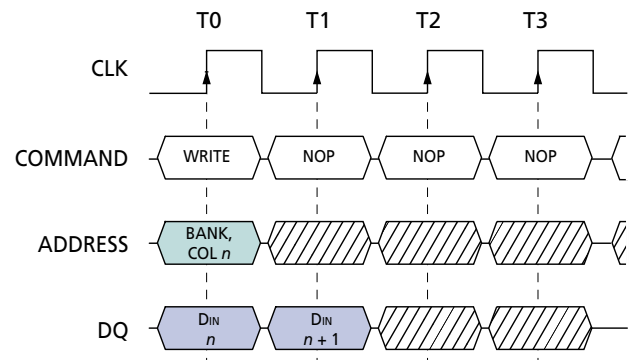 T0 T1 T2 T3
CLK
COMMAND WRITE NOP NOP NOP
ADDRESS BANK,
COL n
DQ DIN DIN
n n + 1